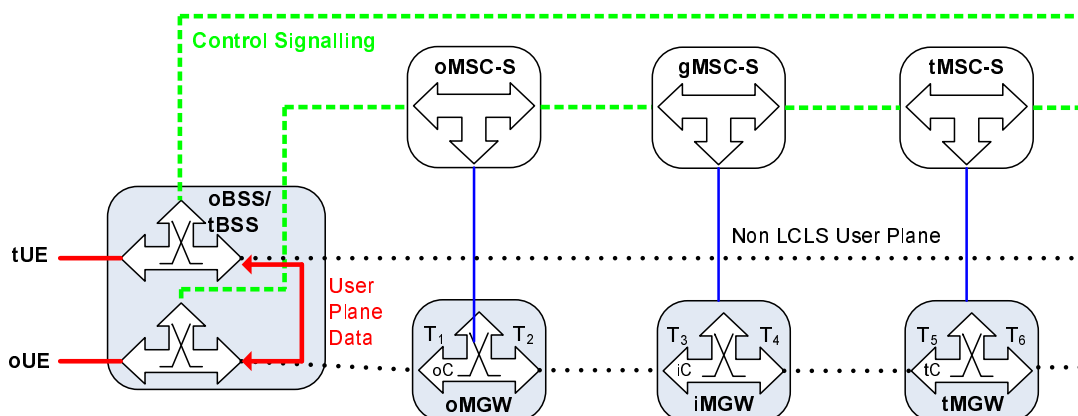 Control Signalling
oMSC-S
gMSC-S
tMSC-S
oBSS/
tBSS
tUE
Non LCLS User Plane
User
Plane
Data
oUE
T1 T2
oC
oMGW
T3 T4
iC
iMGW
T5 T6
tC
tMGW